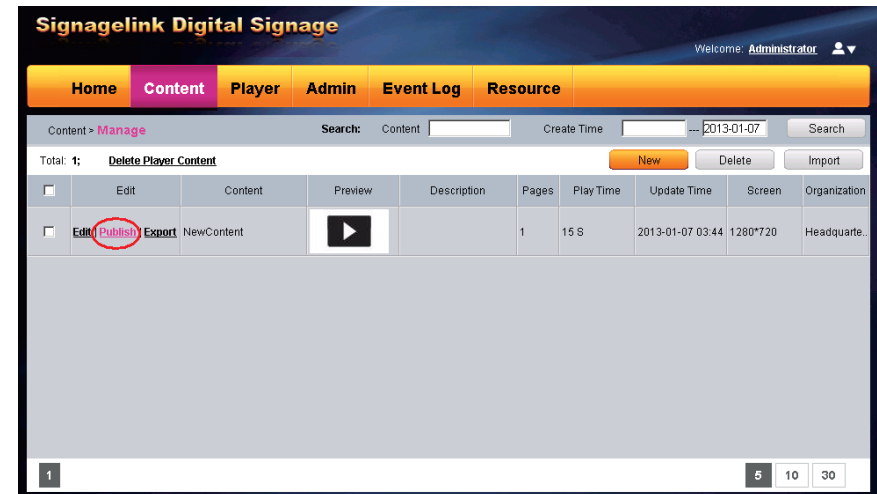 Signagelink Digital Signage
Welcome: Administrator
Home Content Player Admin Event Log Resource
Content > Manage Search: Content Create Time --- 2013-01-07 Search
Total: 1; Delete Player Content New Delete Import
Edit Content Preview Description Pages Play Time Update Time Screen Organization
Edit Publish Export NewContent 1 15 S 2013-01-07 03:44 1280*720 Headquarte..
1 5 10 30